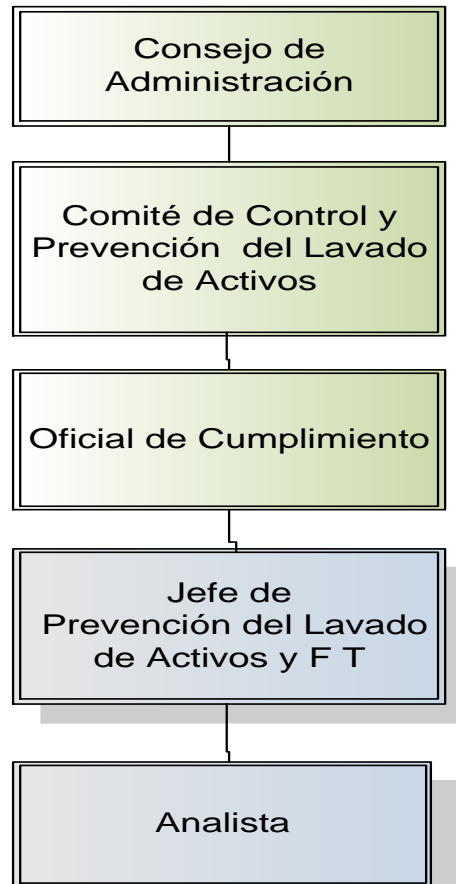 Consejo de
Administración
Comité de Control y
Prevención del Lavado
de Activos
Oficial de Cumplimiento
Jefe de
Prevención del Lavado
de Activos y F T
Analista